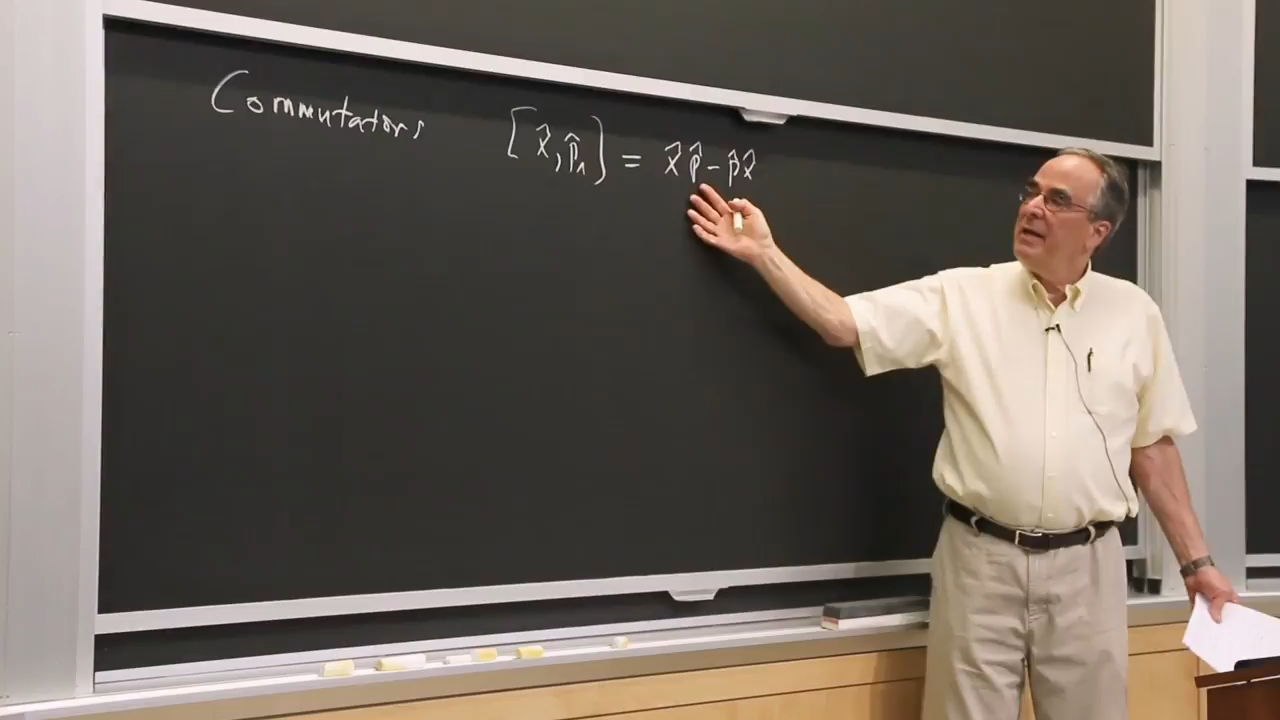 Commutators [x̂, p̂] = x̂p̂ - p̂x̂